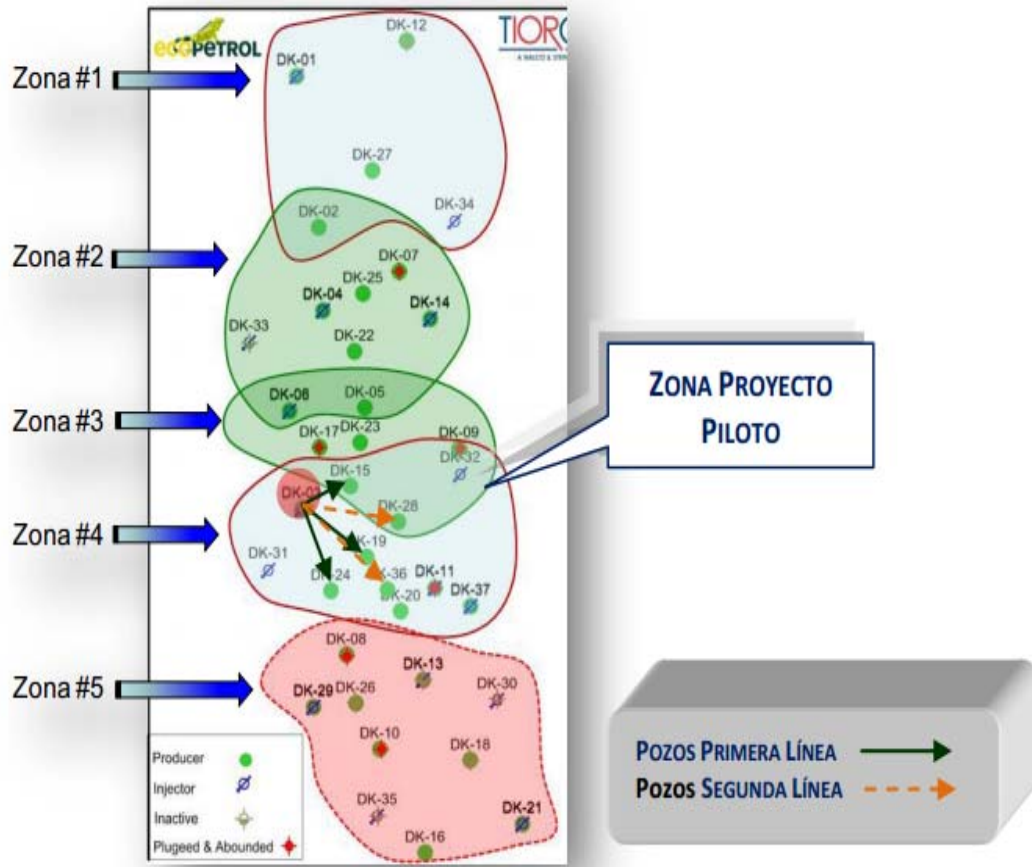 ecoPETROL
TIORCO
DK-12
Zona #1
DK-01
DK-27
DK-34
DK-02
Zona #2
DK-07
DK-25
DK-04
DK-14
DK-33
DK-22
ZONA PROYECTO
PILOTO
DK-05
DK-06
Zona #3
DK-17
DK-23
DK-09
DK-32
DK-15
DK-03
DK-28
Zona #4
DK-19
DK-31
DK-24
DK-36
DK-11
DK-37
DK-20
DK-08
DK-13
Zona #5
DK-29
DK-26
DK-30
DK-10
DK-18
Producer
Injector
Inactive
Plugeed & Abounded
DK-35
DK-21
DK-16
POZOS PRIMERA LÍNEA
POZOS SEGUNDA LÍNEA